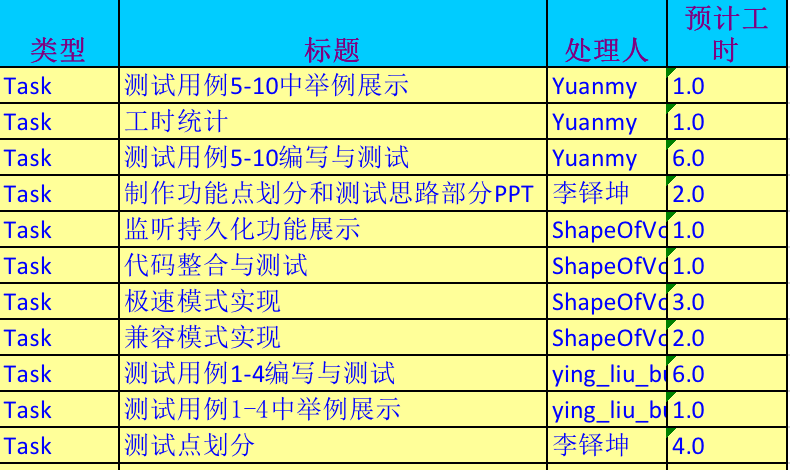 类型 标题 处理人 预计工时
Task 测试用例5-10中举例展示 Yuanmy 1.0
Task 工时统计 Yuanmy 1.0
Task 测试用例5-10编写与测试 Yuanmy 6.0
Task 制作功能点划分和测试思路部分PPT 李铎坤 2.0
Task 监听持久化功能展示 ShapeOfVo 1.0
Task 代码整合与测试 ShapeOfVo 1.0
Task 极速模式实现 ShapeOfVo 3.0
Task 兼容模式实现 ShapeOfVo 2.0
Task 测试用例1-4编写与测试 ying_liu_bu 6.0
Task 测试用例1-4中举例展示 ying_liu_bu 1.0
Task 测试点划分 李铎坤 4.0